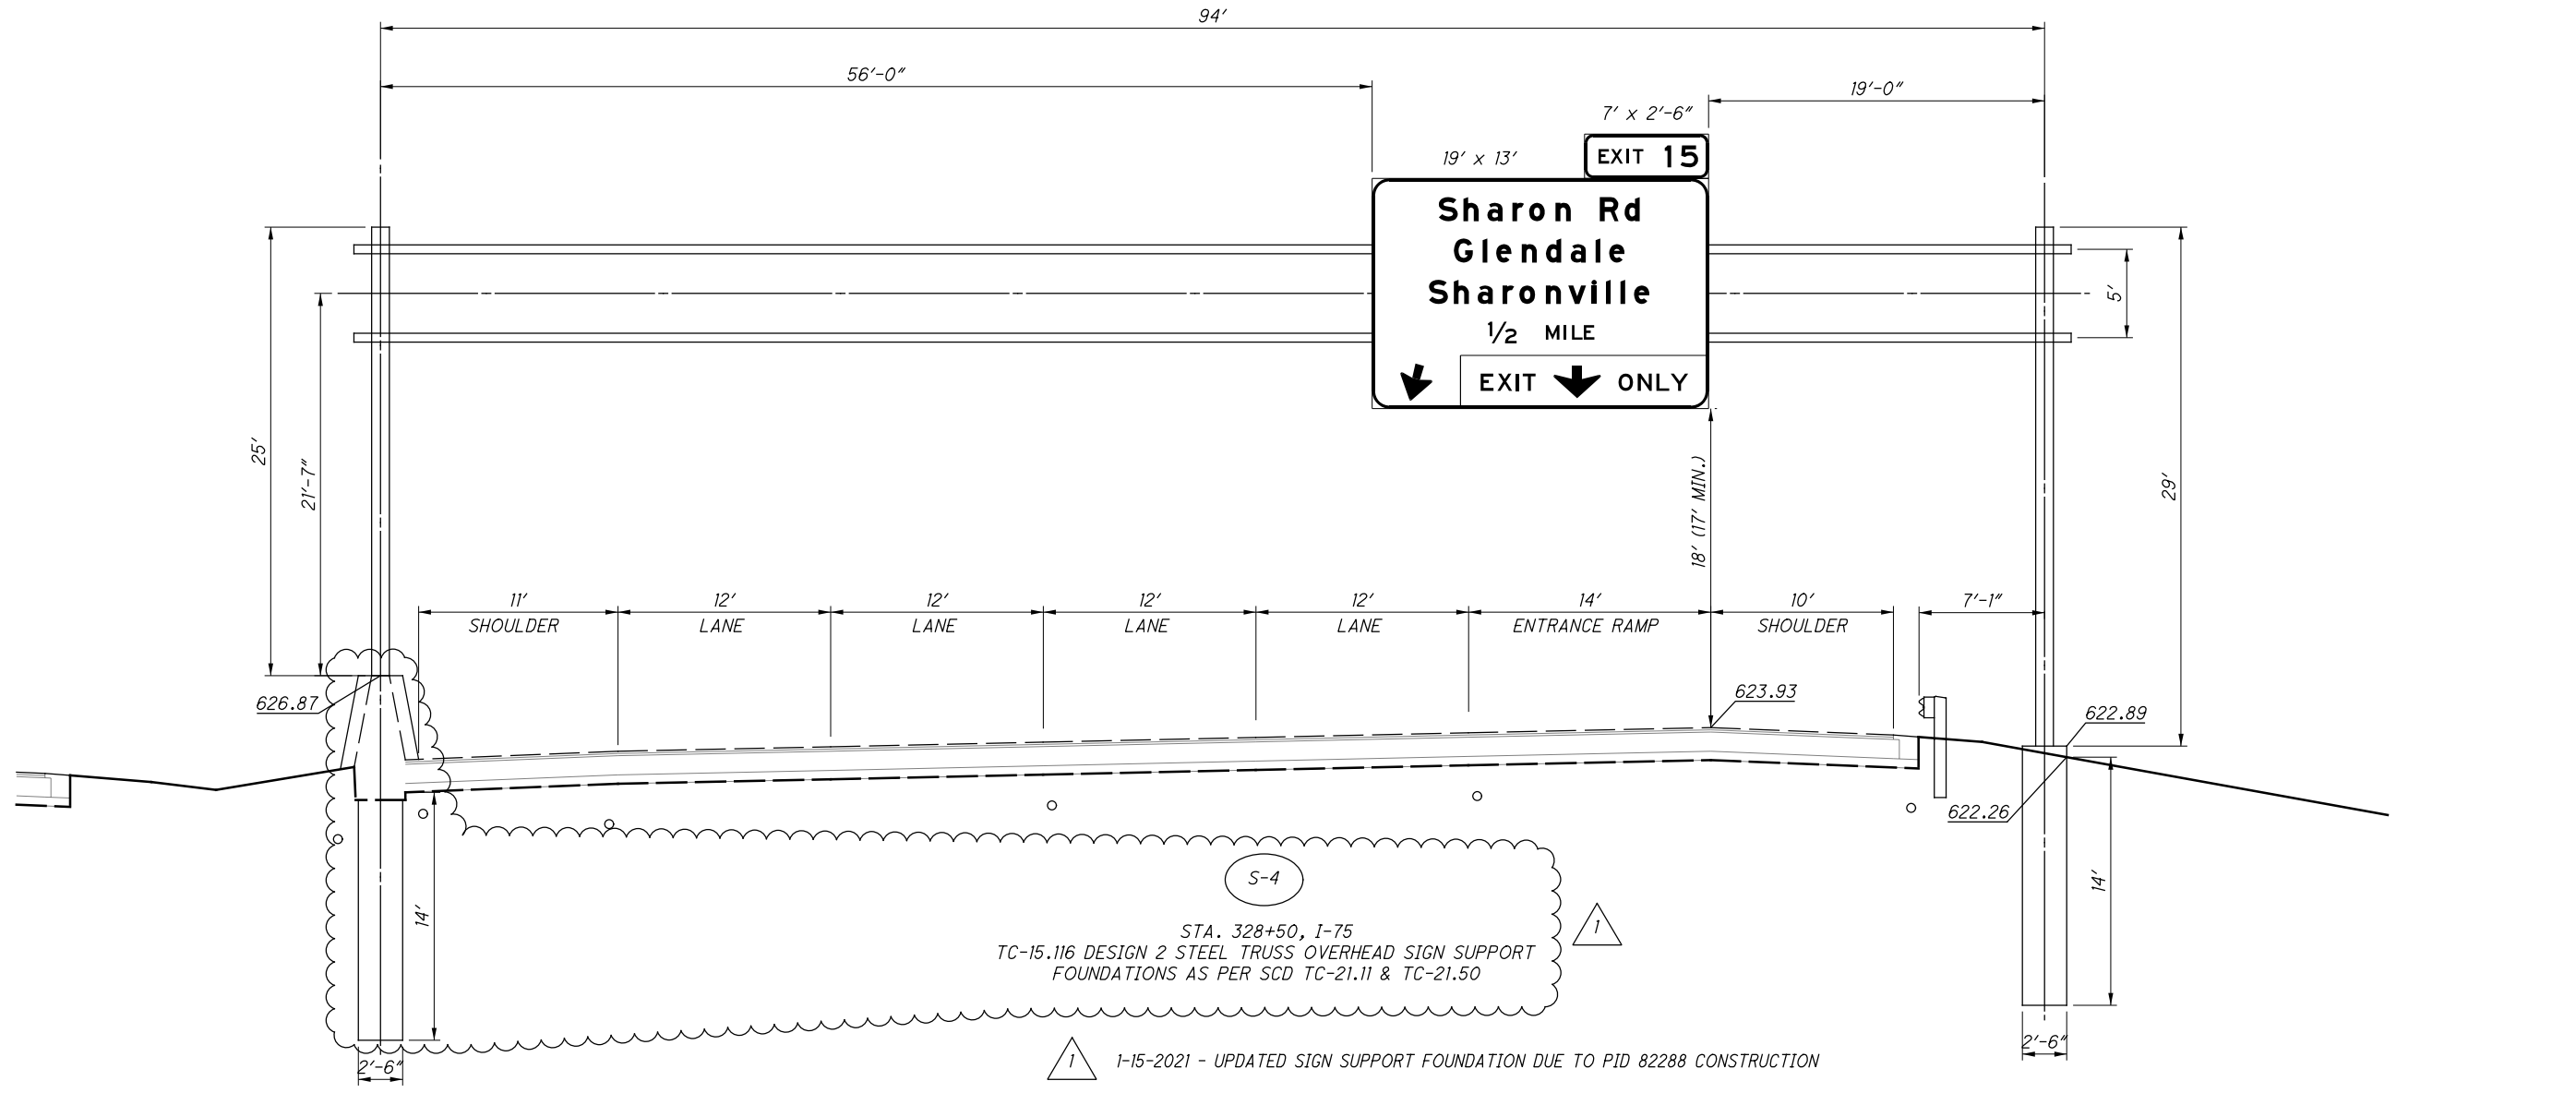 94'
56'-0"
19'-0"
7' x 2'-6"
19' x 13'
EXIT 15
Sharon Rd
Glendale
Sharonville
1/2 MILE
EXIT ONLY
5'
25'
21'-7"
29'
18' (17' MIN.)
11'
SHOULDER
12'
LANE
12'
LANE
12'
LANE
12'
LANE
14'
ENTRANCE RAMP
10'
SHOULDER
7'-1"
626.87
623.93
622.89
622.26
14'
14'
2'-6"
2'-6"
S-4
STA. 328+50, I-75
TC-15.116 DESIGN 2 STEEL TRUSS OVERHEAD SIGN SUPPORT
FOUNDATIONS AS PER SCD TC-21.11 & TC-21.50
1
1 1-15-2021 - UPDATED SIGN SUPPORT FOUNDATION DUE TO PID 82288 CONSTRUCTION